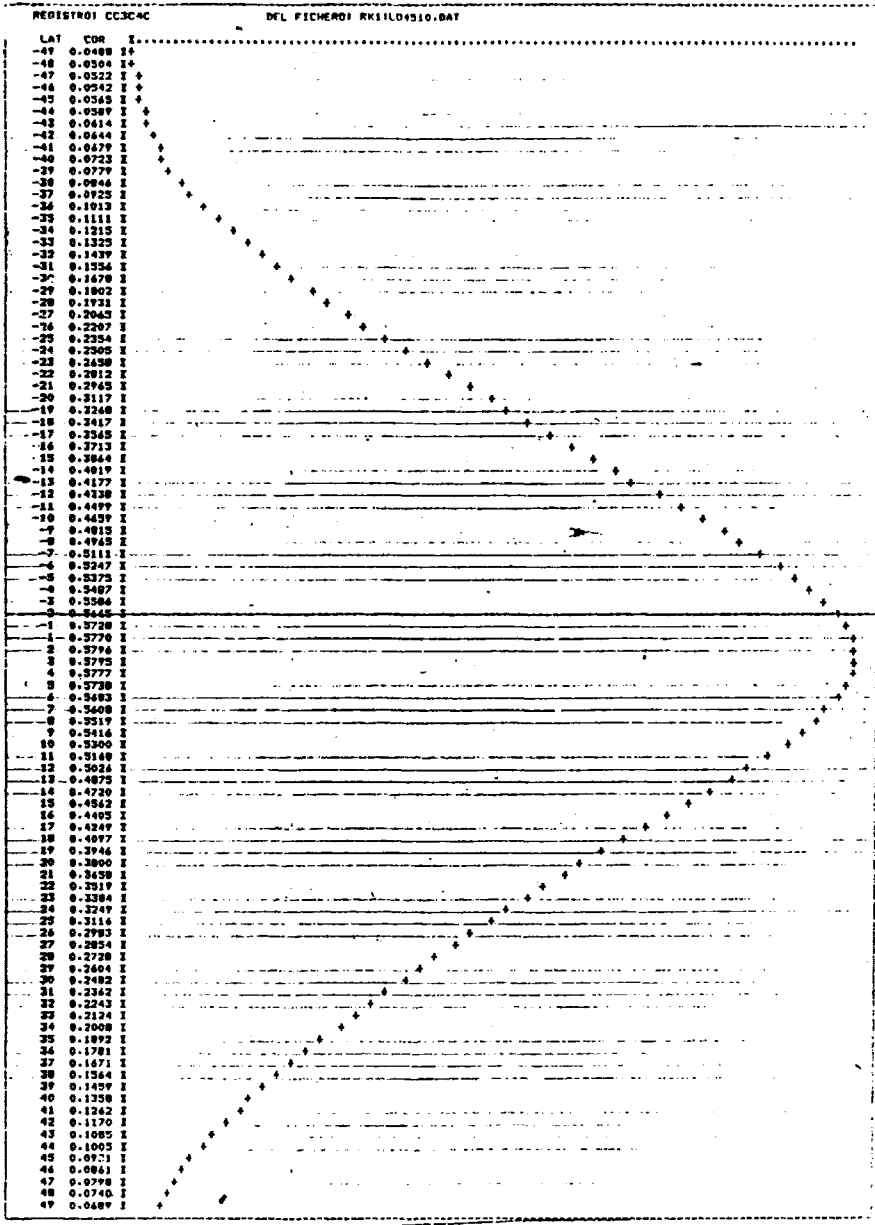 REGISTRO: CC3C4C DEL FICHERO: RK1:LD4510.DAT
LAT COR I
-49 0.0488 I+
-48 0.0504 I+
-47 0.0522 I +
-46 0.0542 I +
-45 0.0565 I +
-44 0.0589 I +
-43 0.0614 I +
-42 0.0644 I +
-41 0.0679 I +
-40 0.0723 I +
-39 0.0779 I +
-38 0.0846 I +
-37 0.0925 I +
-36 0.1013 I +
-35 0.1111 I +
-34 0.1215 I +
-33 0.1325 I +
-32 0.1439 I +
-31 0.1556 I +
-30 0.1678 I +
-29 0.1802 I +
-28 0.1931 I +
-27 0.2065 I +
-26 0.2207 I +
-25 0.2354 I +
-24 0.2505 I +
-23 0.2658 I +
-22 0.2812 I +
-21 0.2965 I +
-20 0.3117 I +
-19 0.3268 I +
-18 0.3417 I +
-17 0.3565 I +
-16 0.3713 I +
-15 0.3864 I +
-14 0.4019 I +
-13 0.4177 I +
-12 0.4338 I +
-11 0.4499 I +
-10 0.4659 I +
-9 0.4815 I +
-8 0.4965 I +
-7 0.5111 I +
-6 0.5247 I +
-5 0.5375 I +
-4 0.5487 I +
-3 0.5586 I +
-2 0.5665 I +
-1 0.5728 I +
1 0.5770 I +
2 0.5796 I +
3 0.5795 I +
4 0.5777 I +
5 0.5738 I +
6 0.5683 I +
7 0.5608 I +
8 0.5519 I +
9 0.5416 I +
10 0.5300 I +
11 0.5168 I +
12 0.5026 I +
13 0.4875 I +
14 0.4720 I +
15 0.4562 I +
16 0.4405 I +
17 0.4249 I +
18 0.4097 I +
19 0.3946 I +
20 0.3800 I +
21 0.3658 I +
22 0.3519 I +
23 0.3384 I +
24 0.3249 I +
25 0.3116 I +
26 0.2983 I +
27 0.2854 I +
28 0.2728 I +
29 0.2604 I +
30 0.2482 I +
31 0.2362 I +
32 0.2243 I +
33 0.2124 I +
34 0.2008 I +
35 0.1892 I +
36 0.1781 I +
37 0.1671 I +
38 0.1564 I +
39 0.1459 I +
40 0.1358 I +
41 0.1262 I +
42 0.1170 I +
43 0.1085 I +
44 0.1005 I +
45 I +
46 0.0861 I +
47 0.0798 I +
48 0.0740 I +
49 0.0689 I +